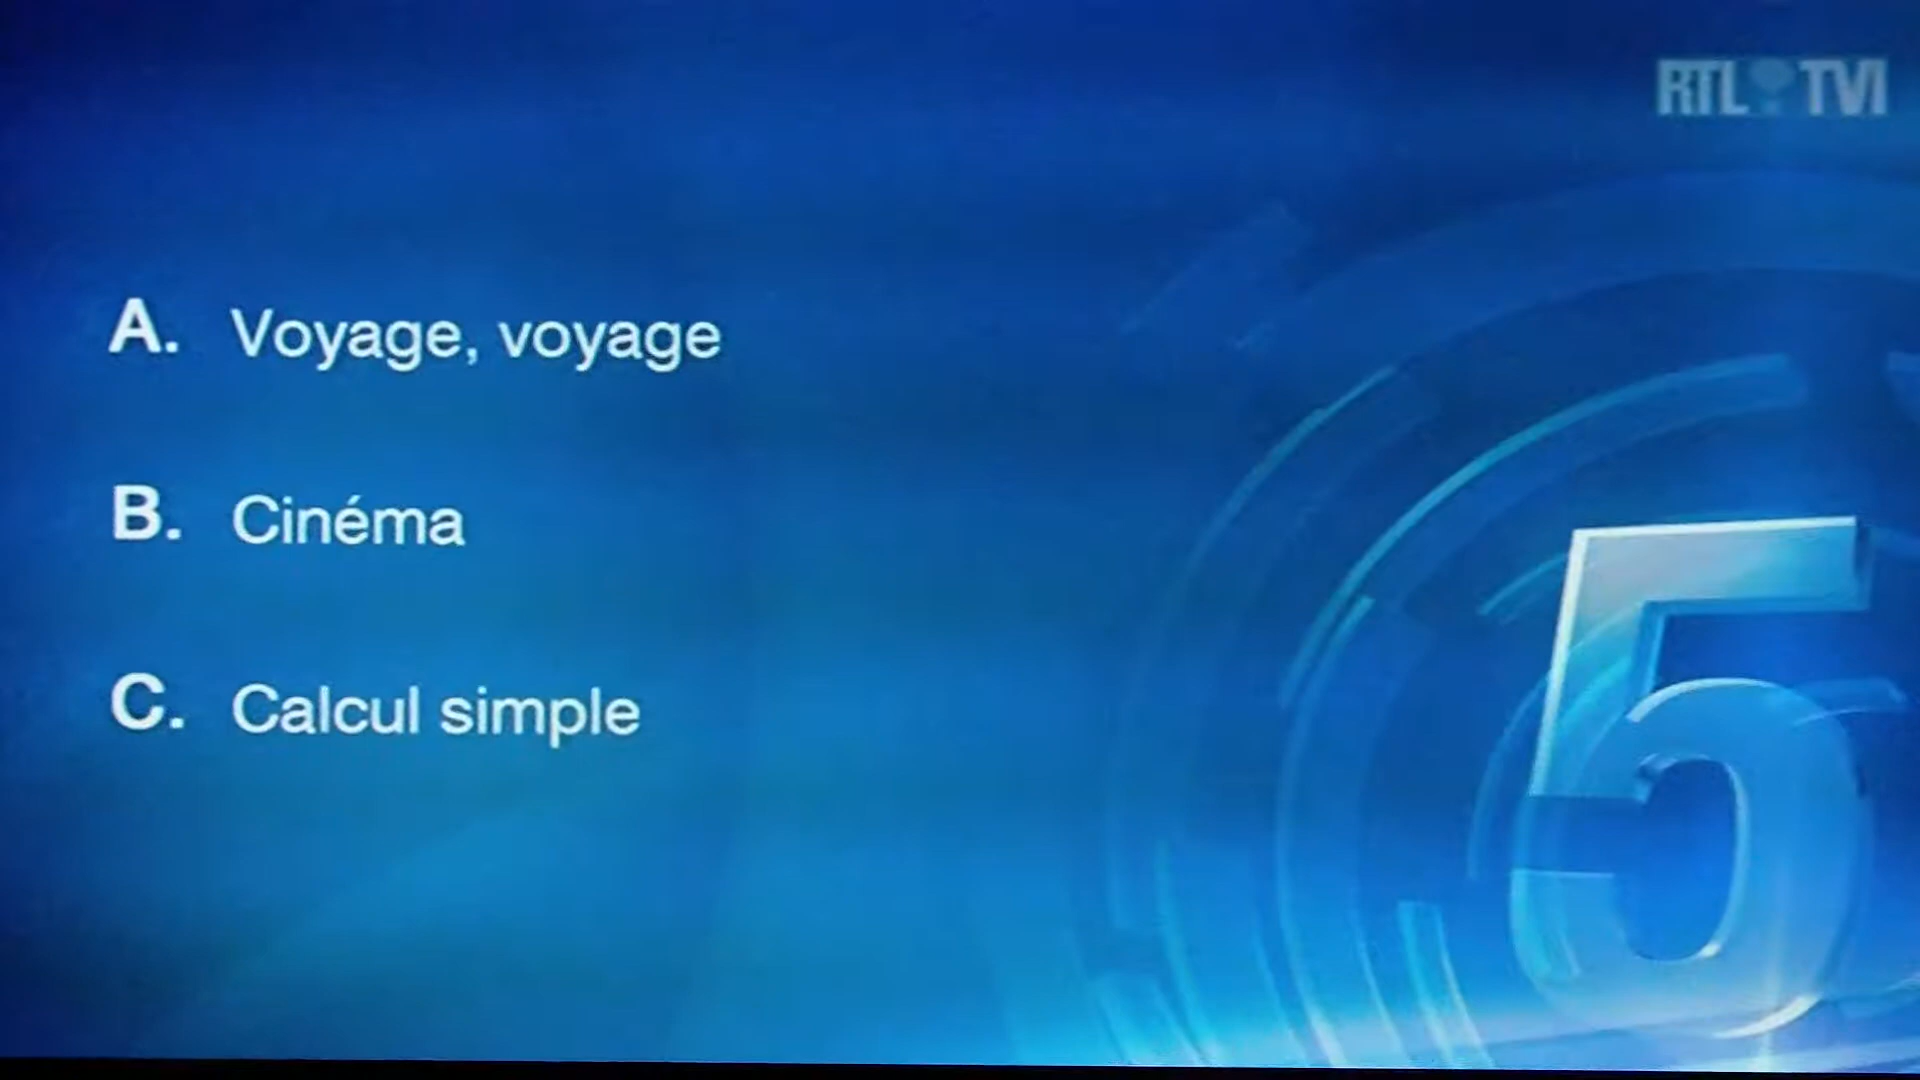 RTL TVI
A. Voyage, voyage
B. Cinéma
C. Calcul simple
5